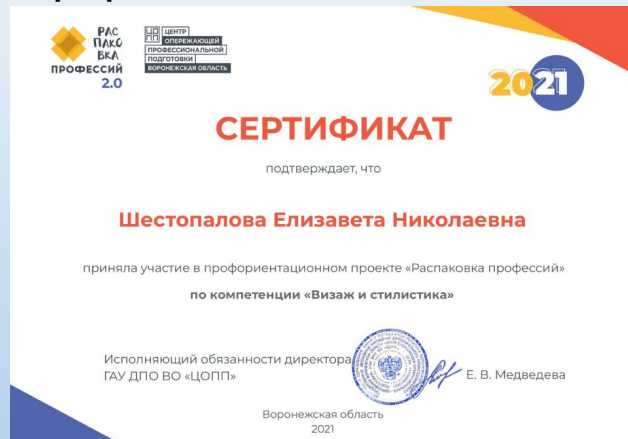 РАС
ПАКО
ВКА
ПРОФЕССИЙ
2.0
ЦЕНТР
ОПЕРЕЖАЮЩЕЙ
ПРОФЕССИОНАЛЬНОЙ
ПОДГОТОВКИ
ВОРОНЕЖСКАЯ ОБЛАСТЬ
2021
СЕРТИФИКАТ
подтверждает, что
Шестопалова Елизавета Николаевна
приняла участие в профориентационном проекте «Распаковка профессий»
по компетенции «Визаж и стилистика»
Исполняющий обязанности директора
ГАУ ДПО ВО «ЦОПП»
Е. В. Медведева
Воронежская область
2021